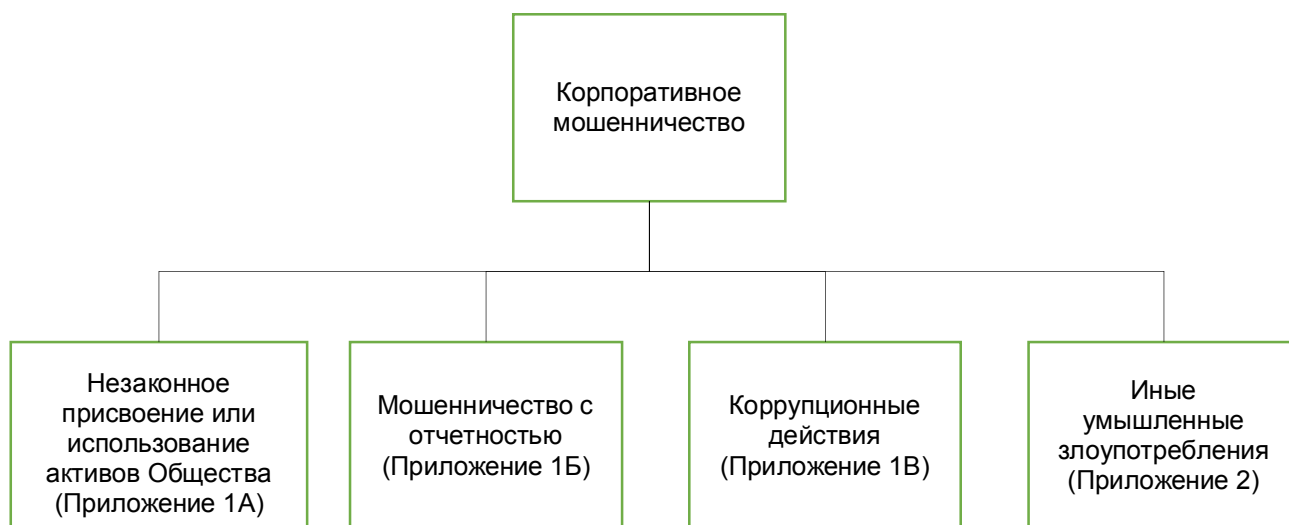 Корпоративное
мошенничество
Незаконное
присвоение или
использование
активов Общества
(Приложение 1А)
Мошенничество с
отчетностью
(Приложение 1Б)
Коррупционные
действия
(Приложение 1В)
Иные
умышленные
злоупотребления
(Приложение 2)